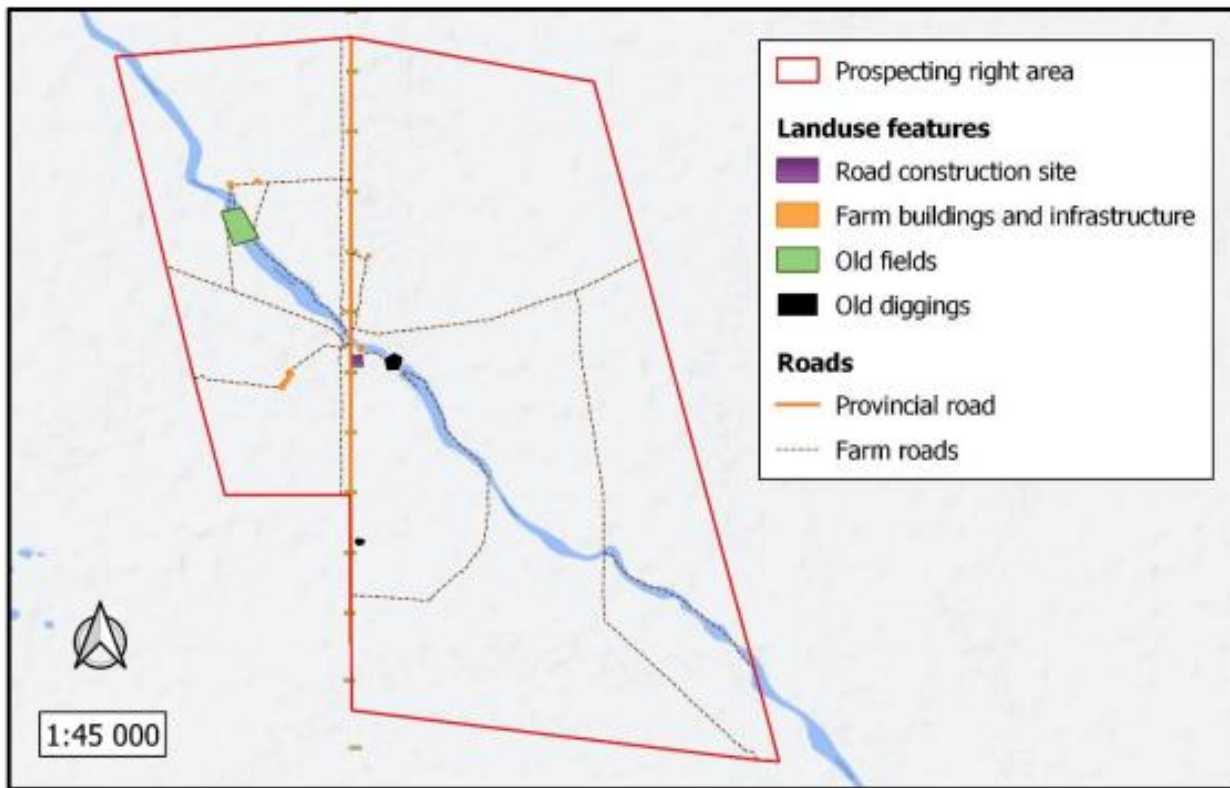 Prospecting right area
Landuse features
Road construction site
Farm buildings and infrastructure
Old fields
Old diggings
Roads
Provincial road
Farm roads
1:45 000